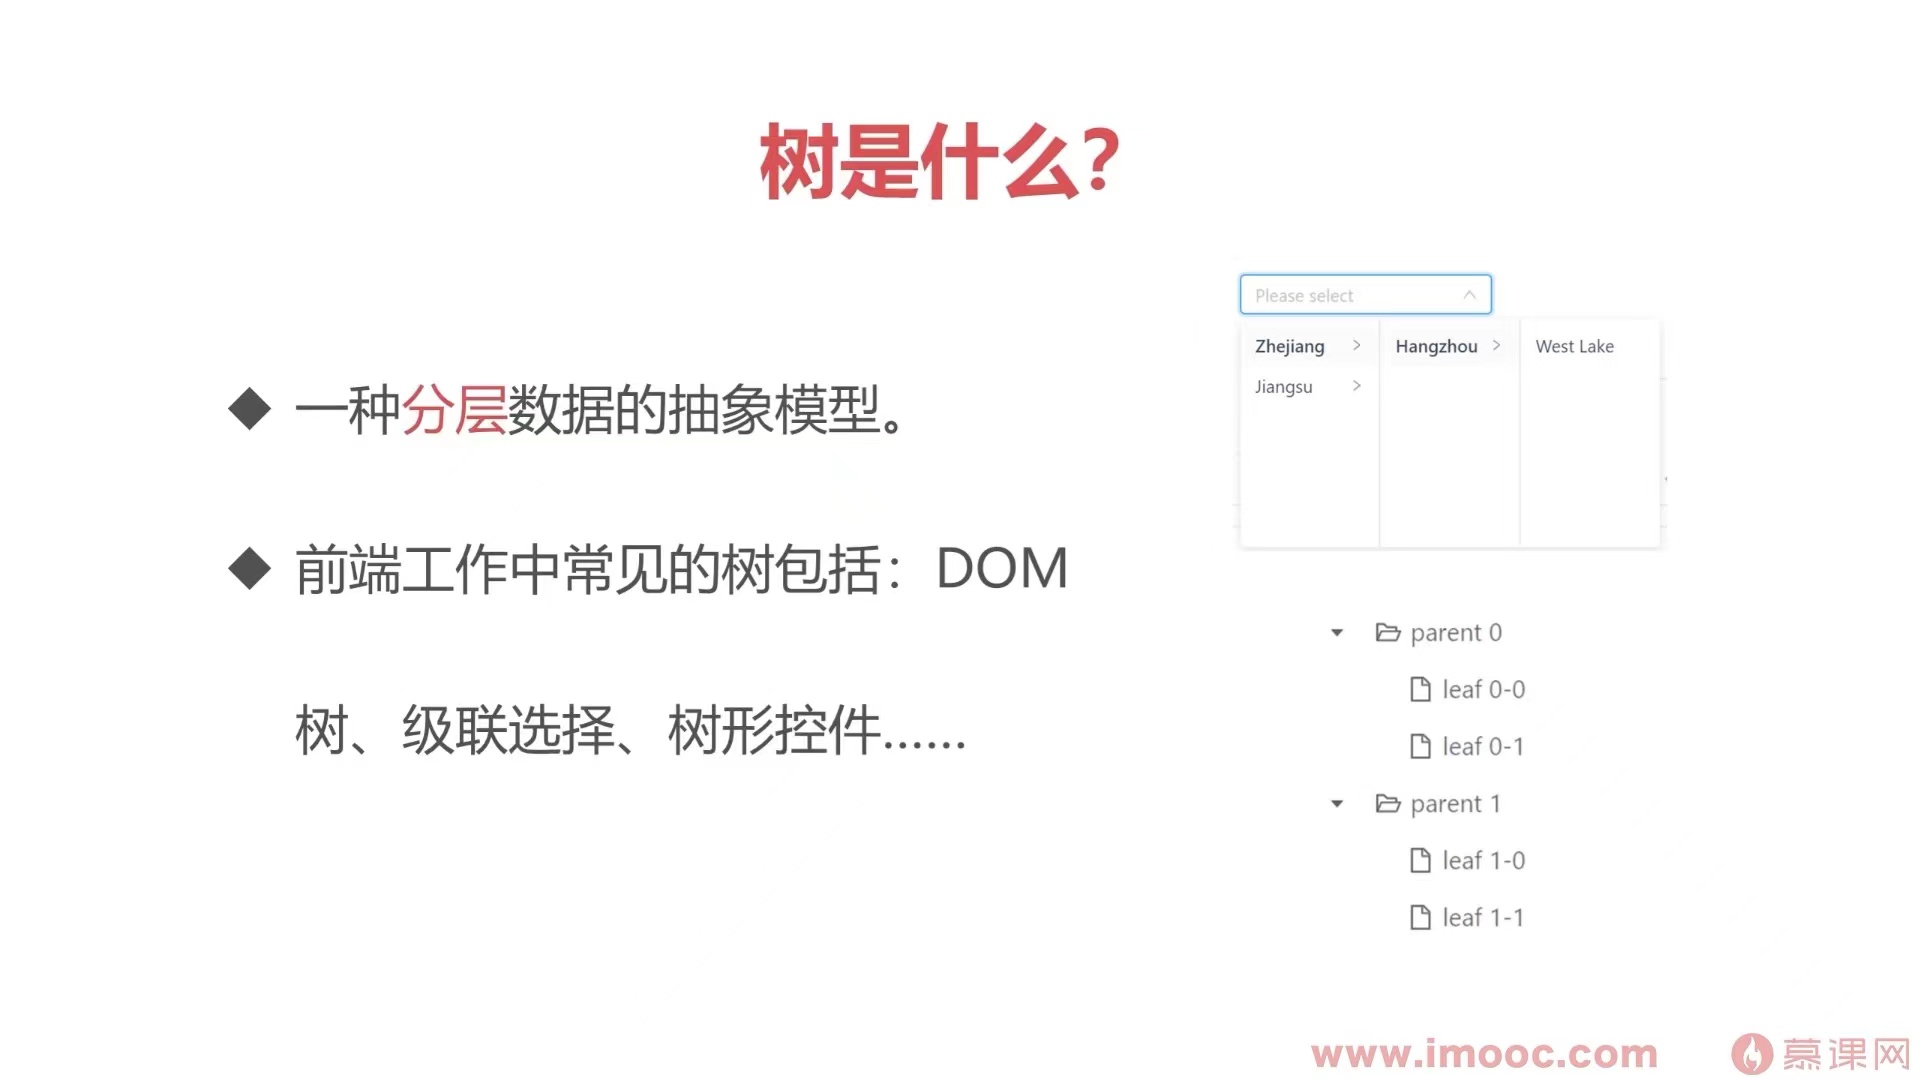 树是什么?
◆ 一种分层数据的抽象模型。
◆ 前端工作中常见的树包括：DOM
树、级联选择、树形控件......
Please select
Zhejiang > Hangzhou > West Lake
Jiangsu >
parent 0
leaf 0-0
leaf 0-1
parent 1
leaf 1-0
leaf 1-1
www.imooc.com 慕课网